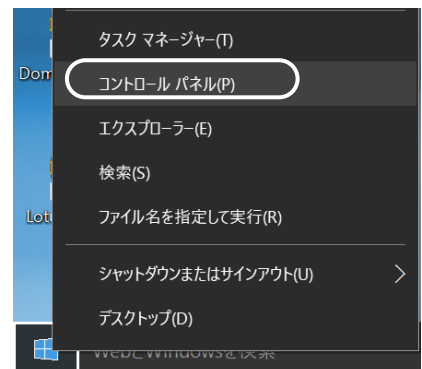 タスク マネージャー(T)
Dom
コントロール パネル(P)
エクスプローラー(E)
検索(S)
Lotu
ファイル名を指定して実行(R)
シャットダウンまたはサインアウト(U)
デスクトップ(D)
WebとWindowsを検索